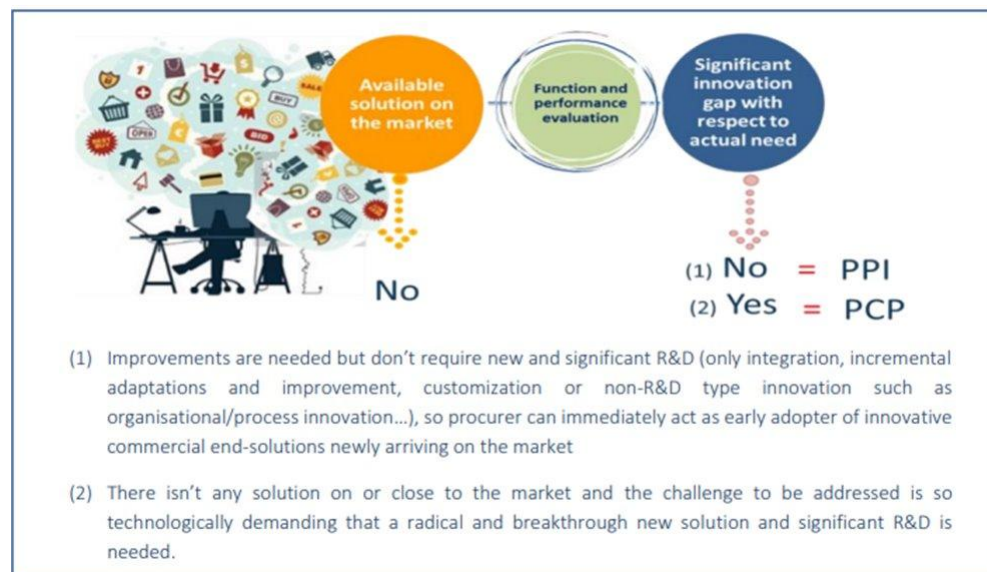 Available
solution on
the market
Function and
performance
evaluation
Significant
innovation
gap with
respect to
actual need
No
(1) No = PPI
(2) Yes = PCP
SALE
BUY
OPEN
BID
(1) Improvements are needed but don’t require new and significant R&D (only integration, incremental
adaptations and improvement, customization or non-R&D type innovation such as
organisational/process innovation…), so procurer can immediately act as early adopter of innovative
commercial end-solutions newly arriving on the market
(2) There isn’t any solution on or close to the market and the challenge to be addressed is so
technologically demanding that a radical and breakthrough new solution and significant R&D is
needed.